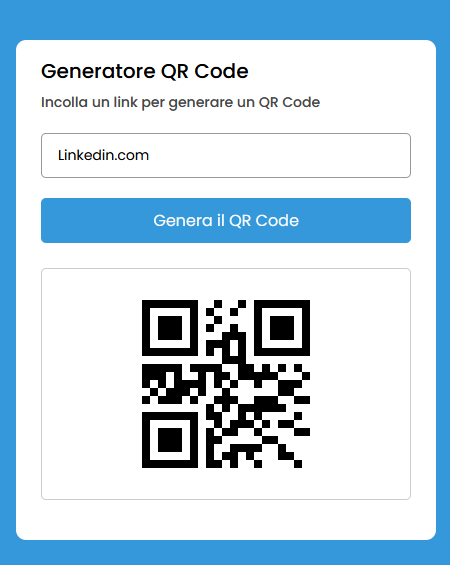 Generatore QR Code
Incolla un link per generare un QR Code
Linkedin.com
Genera il QR Code